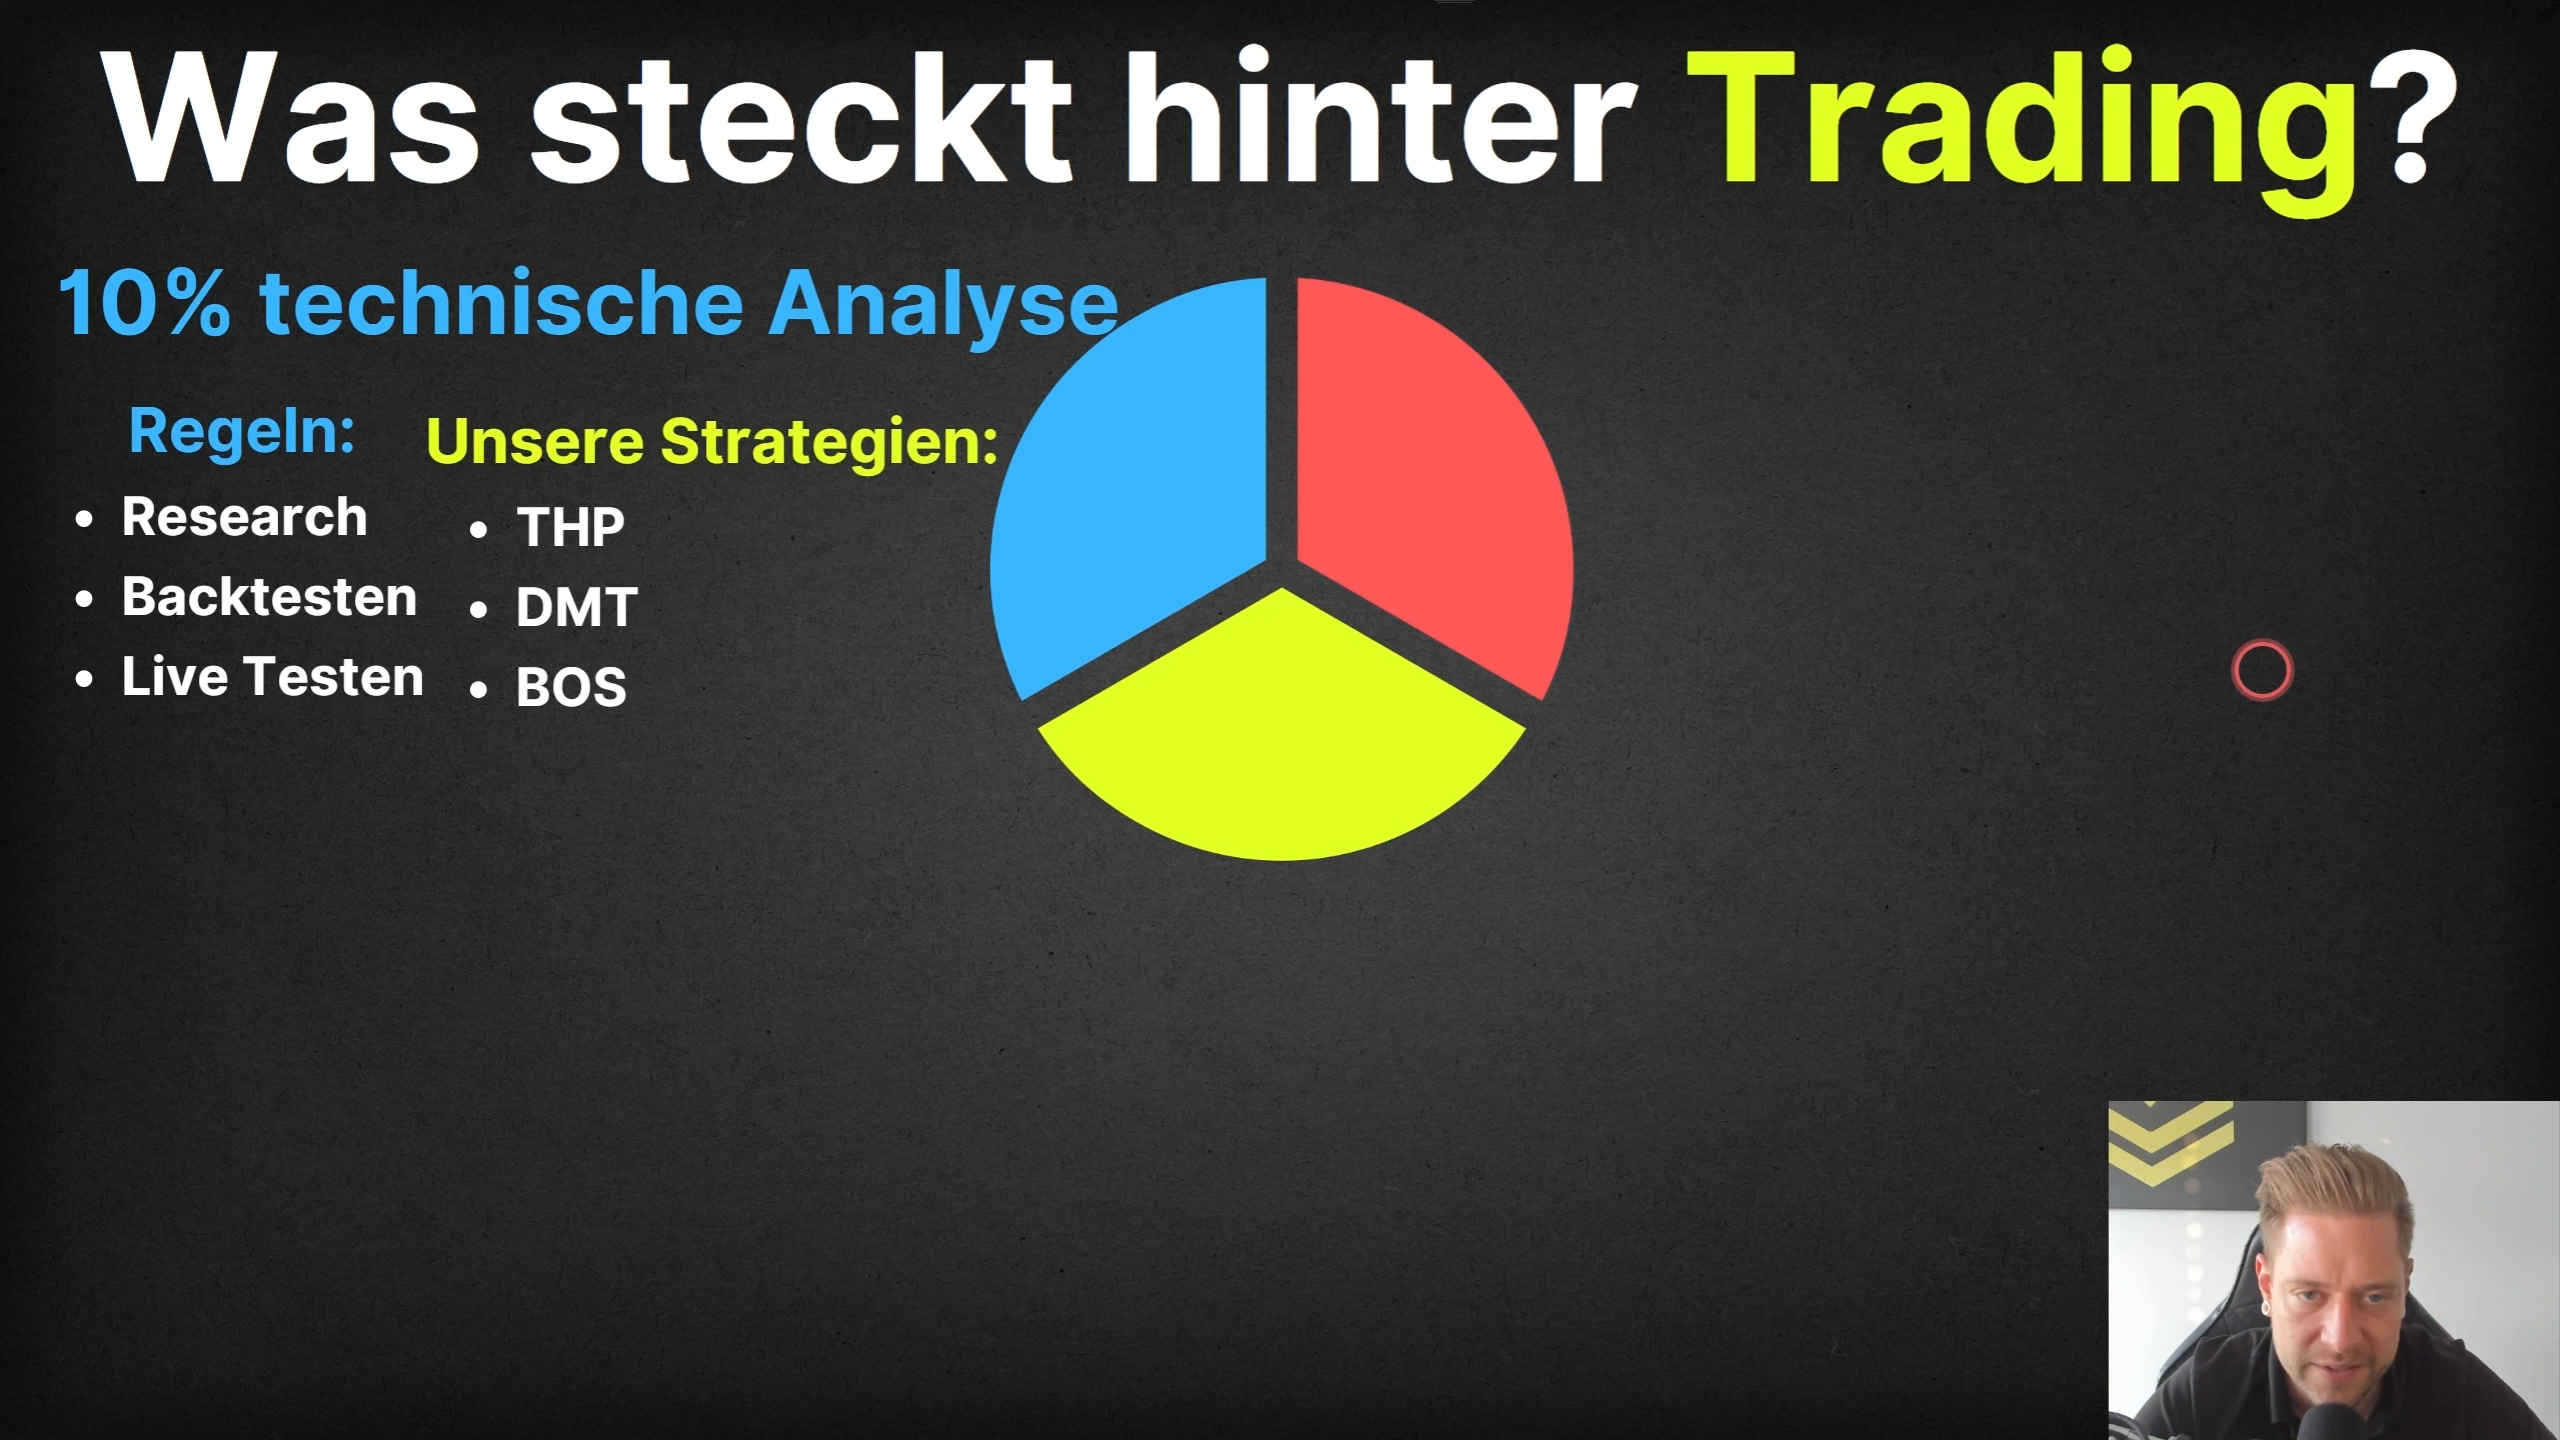 Was steckt hinter Trading?
10% technische Analyse
Regeln:
• Research
• Backtesten
• Live Testen
Unsere Strategien:
• THP
• DMT
• BOS